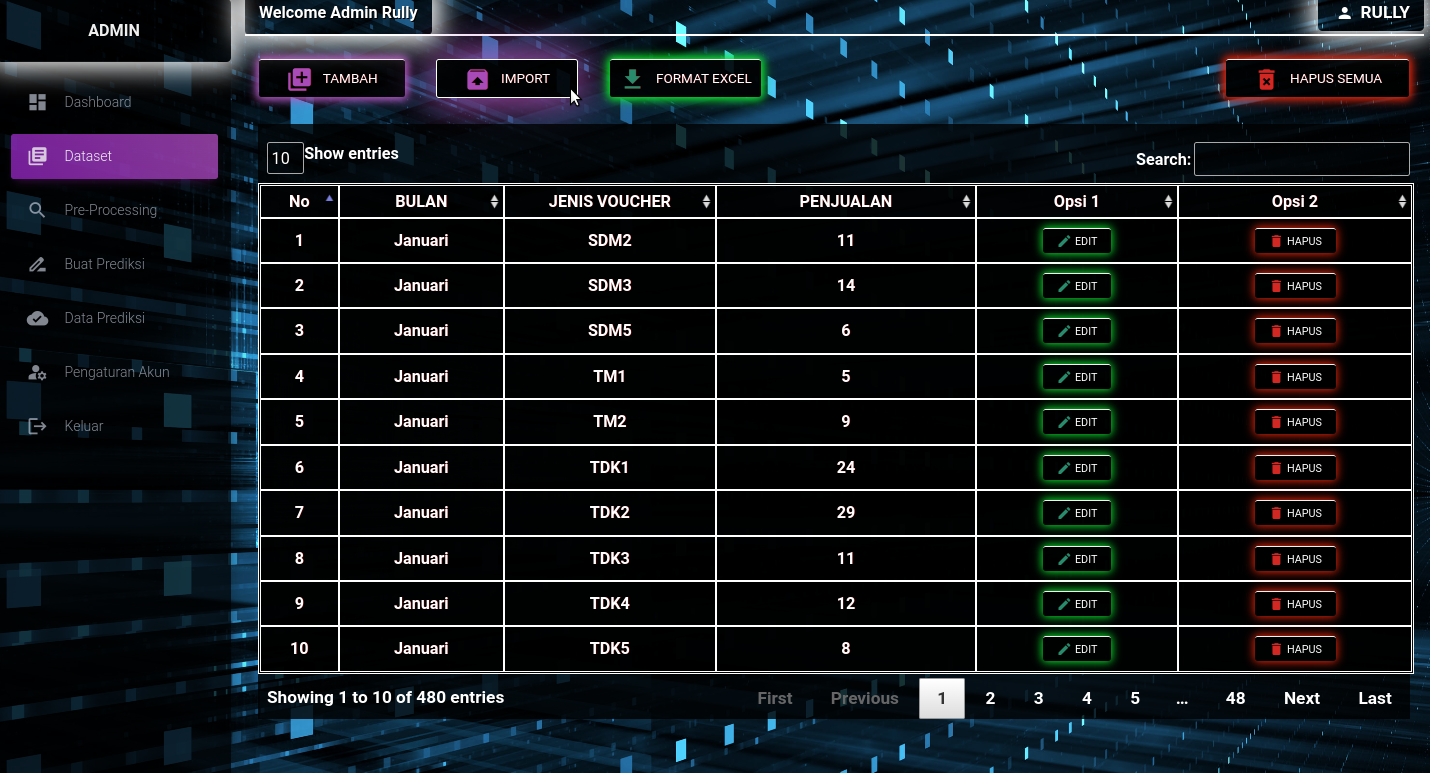 ADMIN
Welcome Admin Rully
RULLY
TAMBAH
IMPORT
FORMAT EXCEL
HAPUS SEMUA
Dashboard
Dataset
Pre-Processing
Buat Prediksi
Data Prediksi
Pengaturan Akun
Keluar
10 Show entries
Search:
No BULAN JENIS VOUCHER PENJUALAN Opsi 1 Opsi 2
1 Januari SDM2 11 EDIT HAPUS
2 Januari SDM3 14 EDIT HAPUS
3 Januari SDM5 6 EDIT HAPUS
4 Januari TM1 5 EDIT HAPUS
5 Januari TM2 9 EDIT HAPUS
6 Januari TDK1 24 EDIT HAPUS
7 Januari TDK2 29 EDIT HAPUS
8 Januari TDK3 11 EDIT HAPUS
9 Januari TDK4 12 EDIT HAPUS
10 Januari TDK5 8 EDIT HAPUS
Showing 1 to 10 of 480 entries
First Previous 1 2 3 4 5 … 48 Next Last